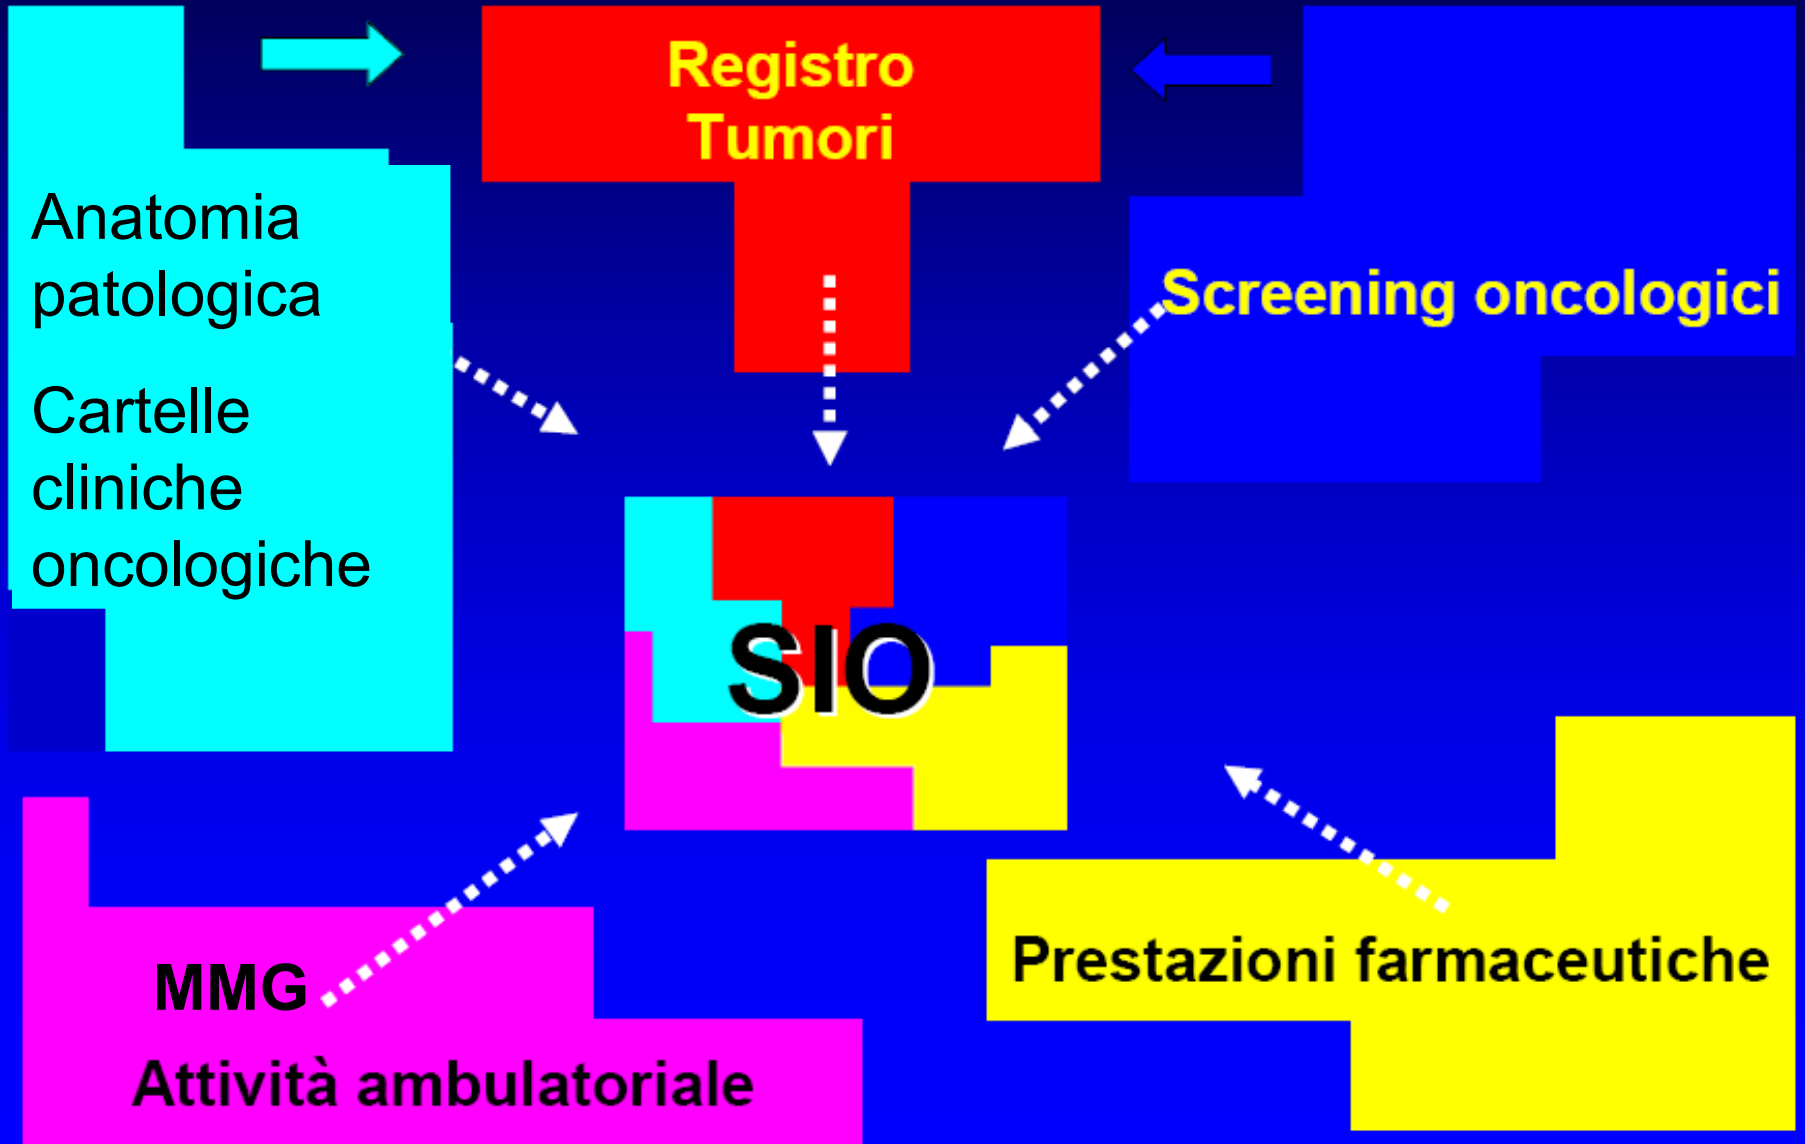 Registro
Tumori
Anatomia
patologica
Cartelle
cliniche
oncologiche
Screening oncologici
SIO
MMG
Attività ambulatoriale
Prestazioni farmaceutiche